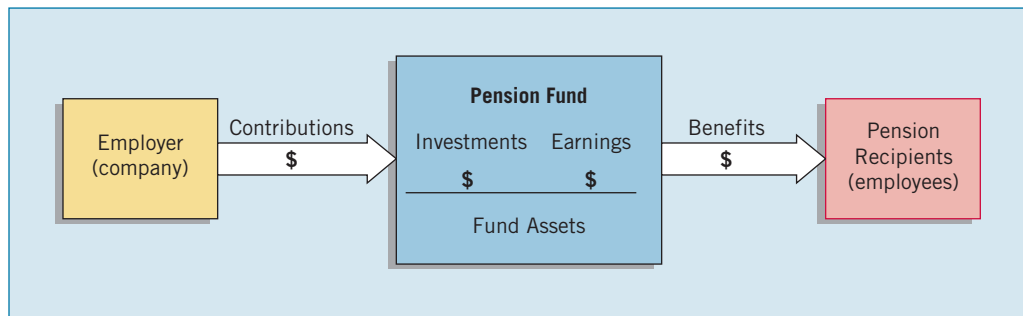 Employer
(company)
Contributions
$
Pension Fund
Investments Earnings
$ $
Fund Assets
Benefits
$
Pension
Recipients
(employees)